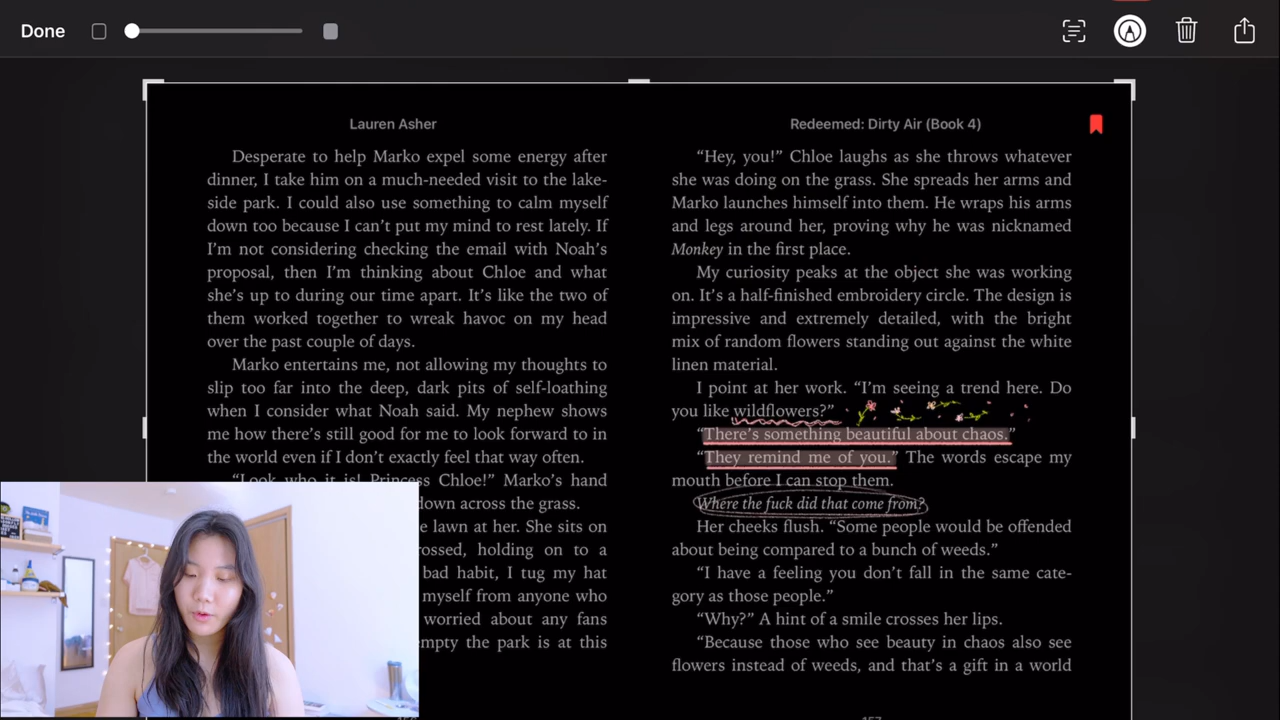 Done
Lauren Asher
Desperate to help Marko expel some energy after
dinner, I take him on a much-needed visit to the lake-
side park. I could also use something to calm myself
down too because I can’t put my mind to rest lately. If
I’m not considering checking the email with Noah’s
proposal, then I’m thinking about Chloe and what
she’s up to during our time apart. It’s like the two of
them worked together to wreak havoc on my head
over the past couple of days.
Marko entertains me, not allowing my thoughts to
slip too far into the deep, dark pits of self-loathing
when I consider what Noah said. My nephew shows
me how there’s still good for me to look forward to in
the world even if I don’t exactly feel that way often.
“Look who it is! Princess Chloe!” Marko’s hand
down across the grass.
e lawn at her. She sits on
rossed, holding on to a
bad habit, I tug my hat
myself from anyone who
worried about any fans
empty the park is at this
Redeemed: Dirty Air (Book 4)
“Hey, you!” Chloe laughs as she throws whatever
she was doing on the grass. She spreads her arms and
Marko launches himself into them. He wraps his arms
and legs around her, proving why he was nicknamed
Monkey in the first place.
My curiosity peaks at the object she was working
on. It’s a half-finished embroidery circle. The design is
impressive and extremely detailed, with the bright
mix of random flowers standing out against the white
linen material.
I point at her work. “I’m seeing a trend here. Do
you like wildflowers?”
“There’s something beautiful about chaos.”
“They remind me of you.” The words escape my
mouth before I can stop them.
Where the fuck did that come from?
Her cheeks flush. “Some people would be offended
about being compared to a bunch of weeds.”
“I have a feeling you don’t fall in the same cate-
gory as those people.”
“Why?” A hint of a smile crosses her lips.
“Because those who see beauty in chaos also see
flowers instead of weeds, and that’s a gift in a world